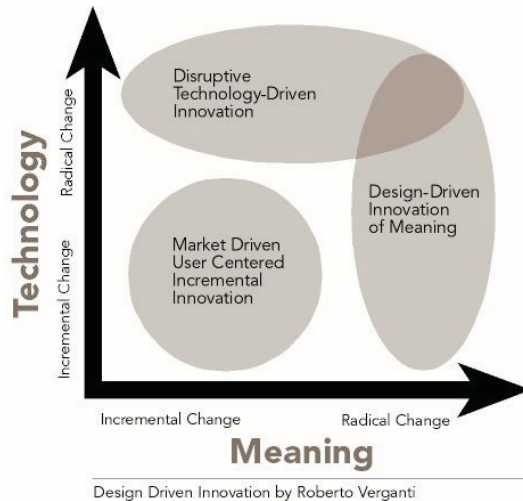 Technology
Radical Change
Incremental Change
Disruptive
Technology-Driven
Innovation
Market Driven
User Centered
Incremental
Innovation
Design-Driven
Innovation
of Meaning
Incremental Change
Radical Change
Meaning
Design Driven Innovation by Roberto Verganti